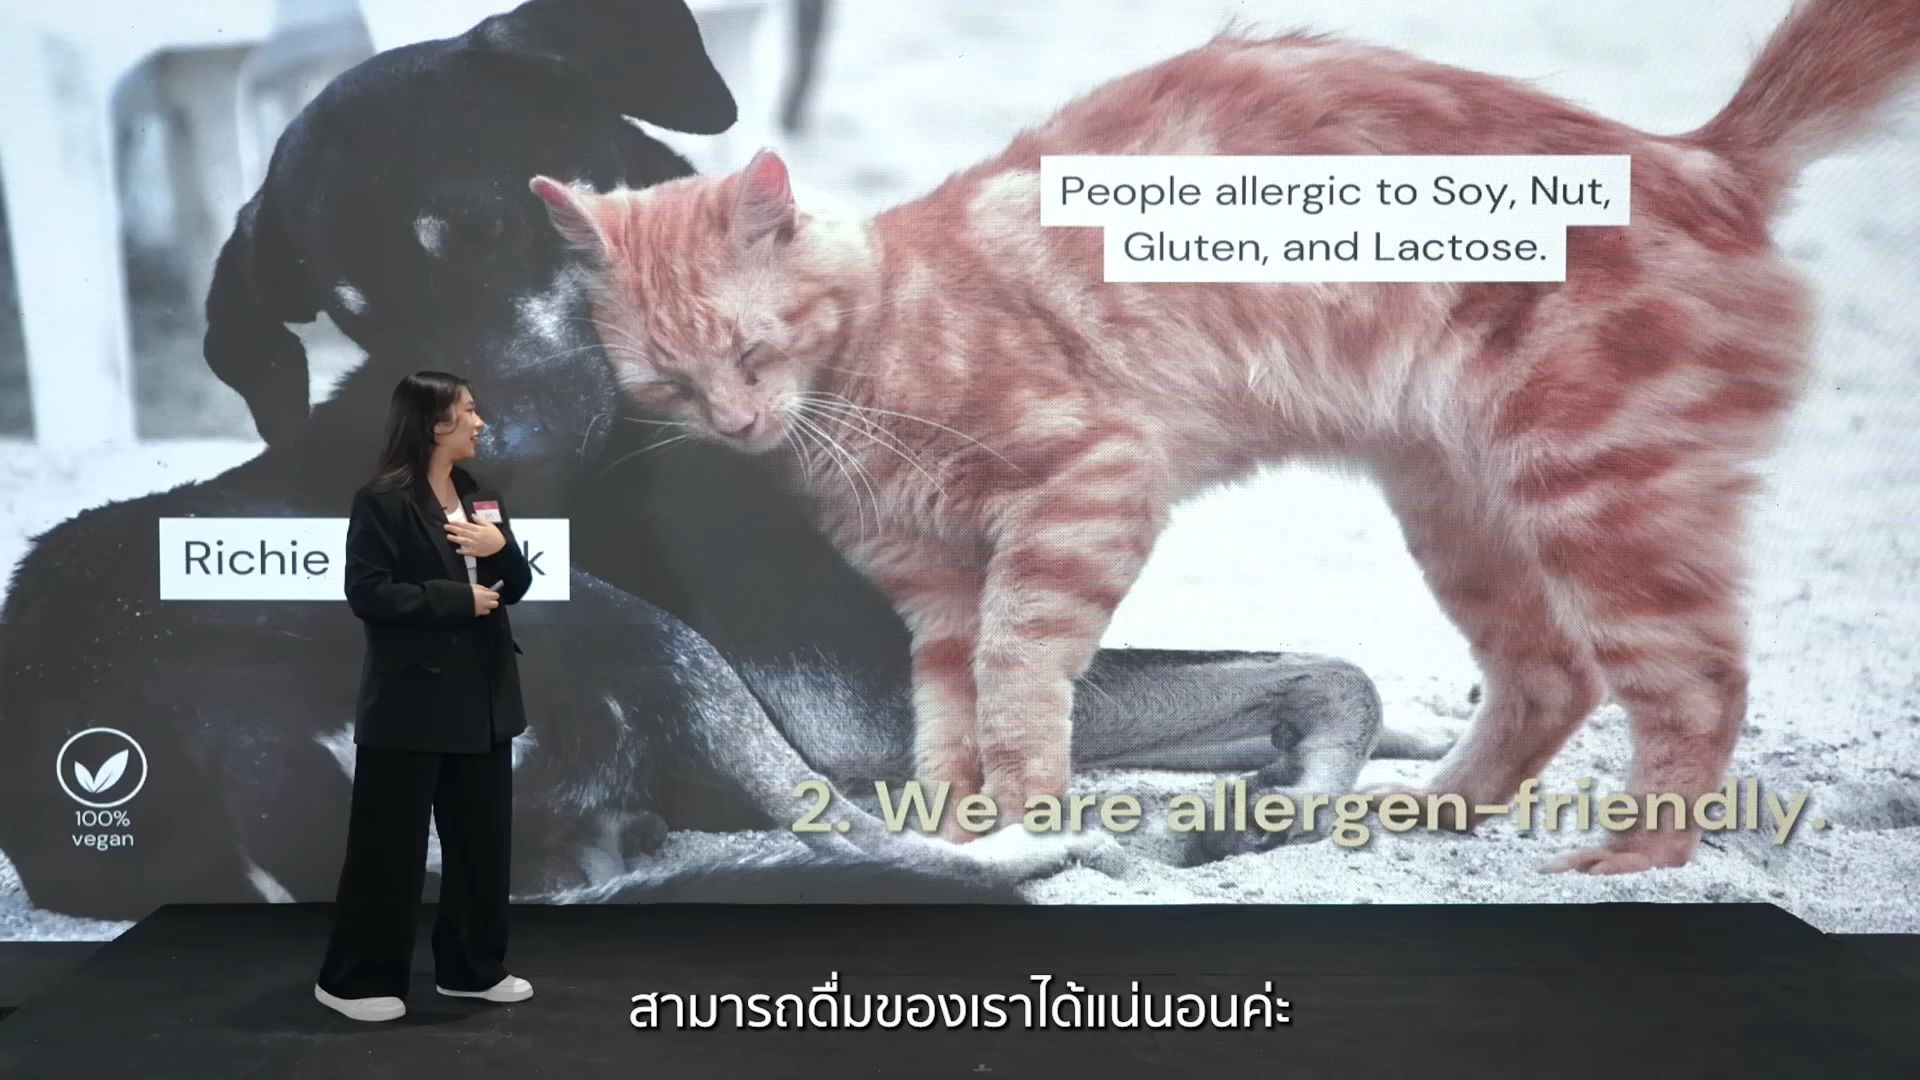 People allergic to Soy, Nut,
Gluten, and Lactose.
Richie
100%
vegan
2. We are allergen-friendly.
สามารถดื่มของเราได้แน่นอนค่ะ